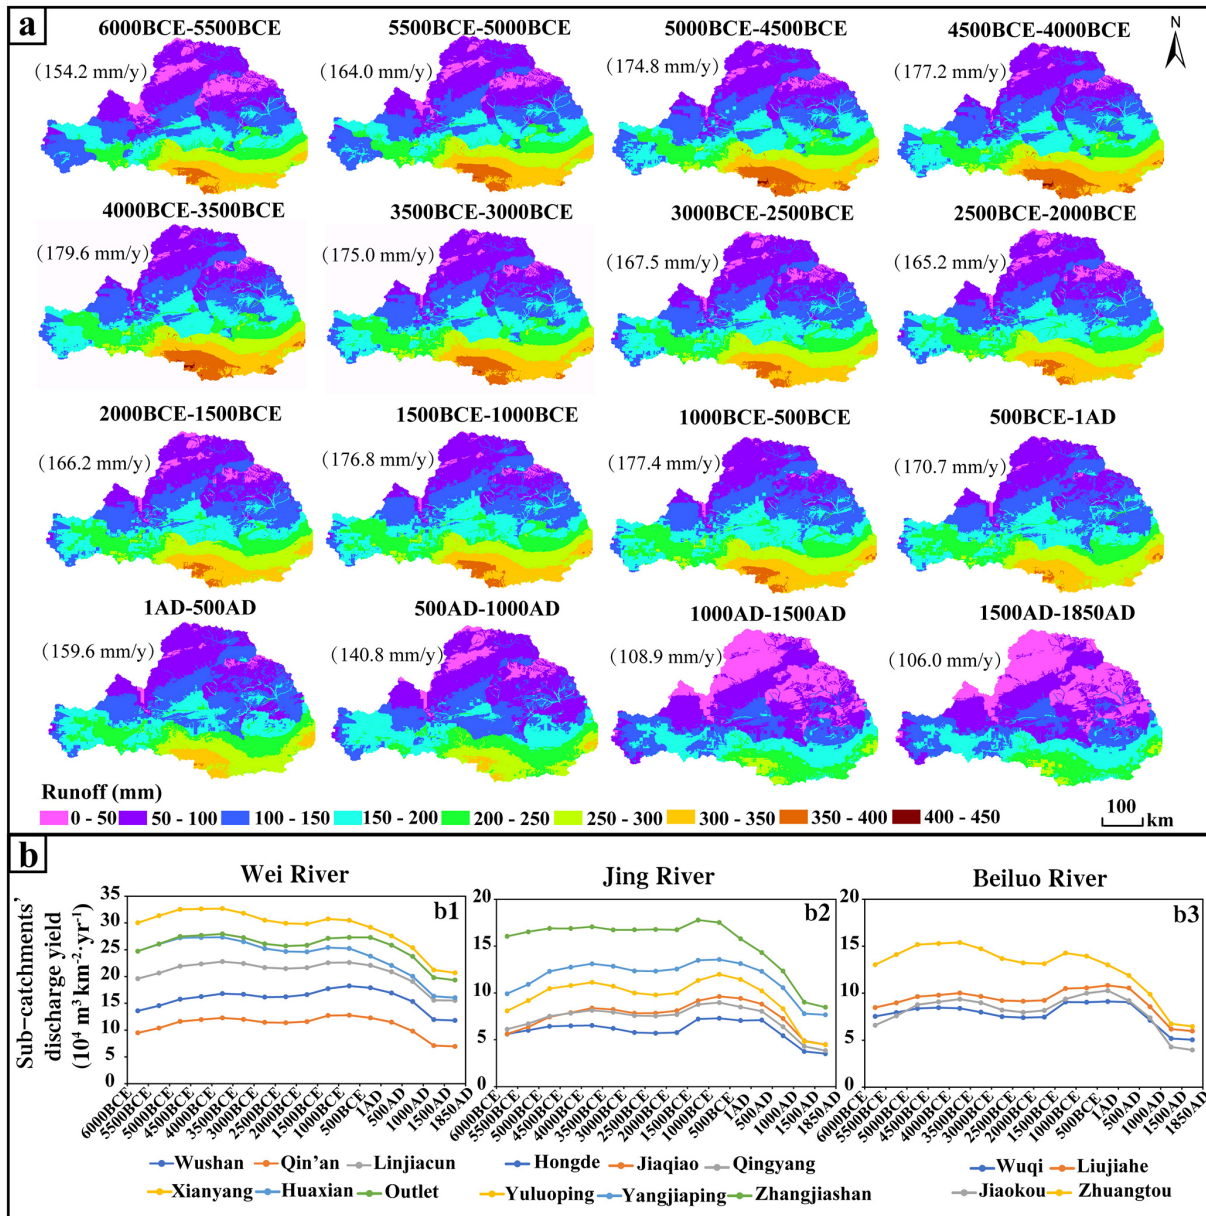 a
N
6000BCE-5500BCE
5500BCE-5000BCE
5000BCE-4500BCE
4500BCE-4000BCE
(154.2 mm/y)
(164.0 mm/y)
(174.8 mm/y)
(177.2 mm/y)
4000BCE-3500BCE
3500BCE-3000BCE
3000BCE-2500BCE
2500BCE-2000BCE
(179.6 mm/y)
(175.0 mm/y)
(167.5 mm/y)
(165.2 mm/y)
2000BCE-1500BCE
1500BCE-1000BCE
1000BCE-500BCE
500BCE-1AD
(166.2 mm/y)
(176.8 mm/y)
(177.4 mm/y)
(170.7 mm/y)
1AD-500AD
500AD-1000AD
1000AD-1500AD
1500AD-1850AD
(159.6 mm/y)
(140.8 mm/y)
(108.9 mm/y)
(106.0 mm/y)
Runoff (mm)
0 - 50 50 - 100 100 - 150 150 - 200 200 - 250 250 - 300 300 - 350 350 - 400 400 - 450
100
km
b
Sub-catchments'
discharge yield
(10⁴ m³ km⁻²·yr⁻¹)
Wei River
b1
35
30
25
20
15
10
5
0
6000BCE 5500BCE 5000BCE 4500BCE 4000BCE 3500BCE 3000BCE 2500BCE 2000BCE 1500BCE 1000BCE 500BCE 1AD 500AD 1000AD 1500AD 1850AD
Wushan Qin'an Linjiacun
Xianyang Huaxian Outlet
Jing River
b2
20
15
10
5
0
6000BCE 5500BCE 5000BCE 4500BCE 4000BCE 3500BCE 3000BCE 2500BCE 2000BCE 1500BCE 1000BCE 500BCE 1AD 500AD 1000AD 1500AD 1850AD
Hongde Jiaqiao Qingyang
Yuluoping Yangjiaping Zhangjiashan
Beiluo River
b3
20
15
10
5
0
6000BCE 5500BCE 5000BCE 4500BCE 4000BCE 3500BCE 3000BCE 2500BCE 2000BCE 1500BCE 1000BCE 500BCE 1AD 500AD 1000AD 1500AD 1850AD
Wuqi Liujiahe
Jiaokou Zhuangtou